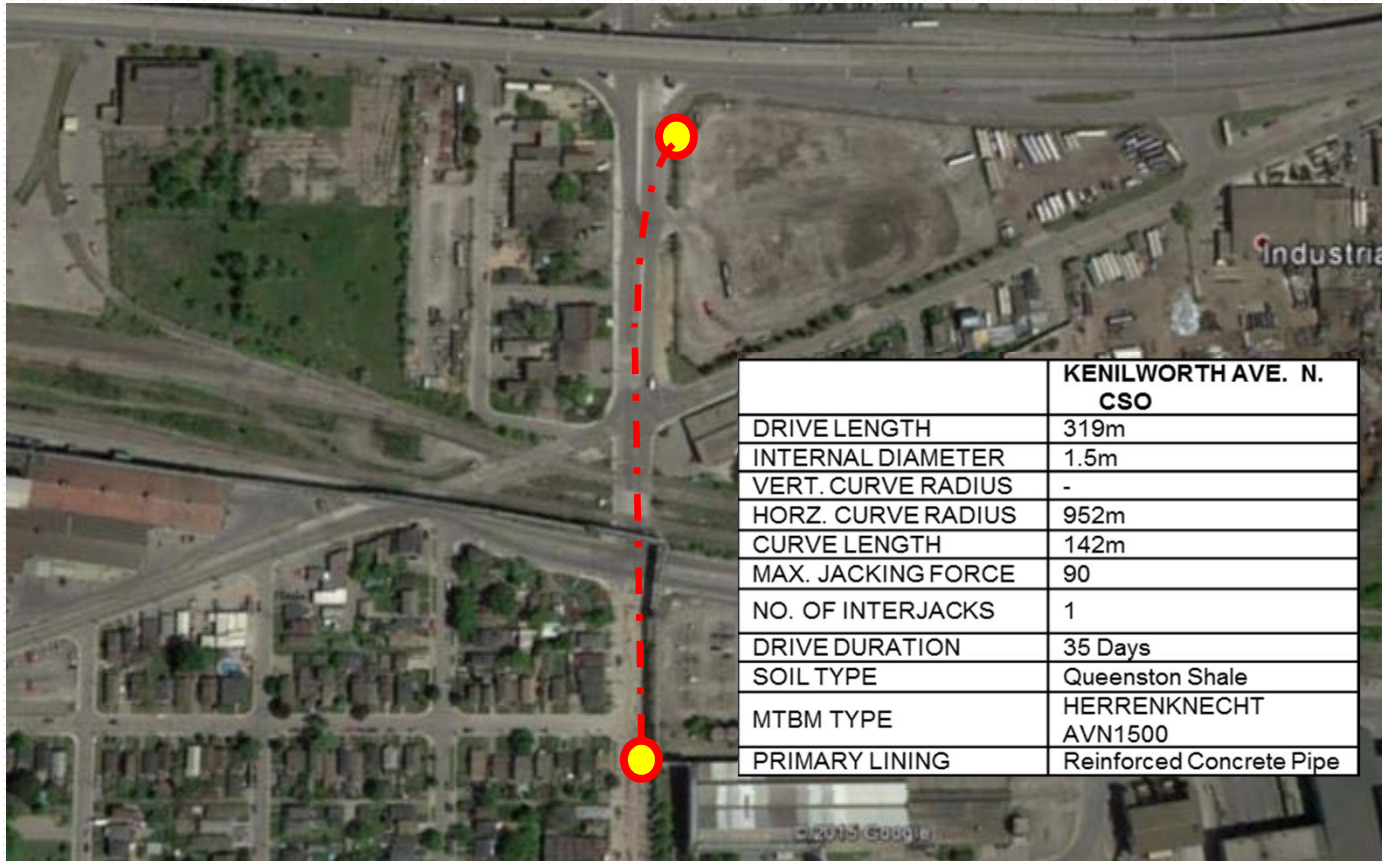 Industria
KENILWORTH AVE. N.
CSO
DRIVE LENGTH 319m
INTERNAL DIAMETER 1.5m
VERT. CURVE RADIUS -
HORZ. CURVE RADIUS 952m
CURVE LENGTH 142m
MAX. JACKING FORCE 90
NO. OF INTERJACKS 1
DRIVE DURATION 35 Days
SOIL TYPE Queenston Shale
MTBM TYPE HERRENKNECHT
AVN1500
PRIMARY LINING Reinforced Concrete Pipe
© 2015 Google